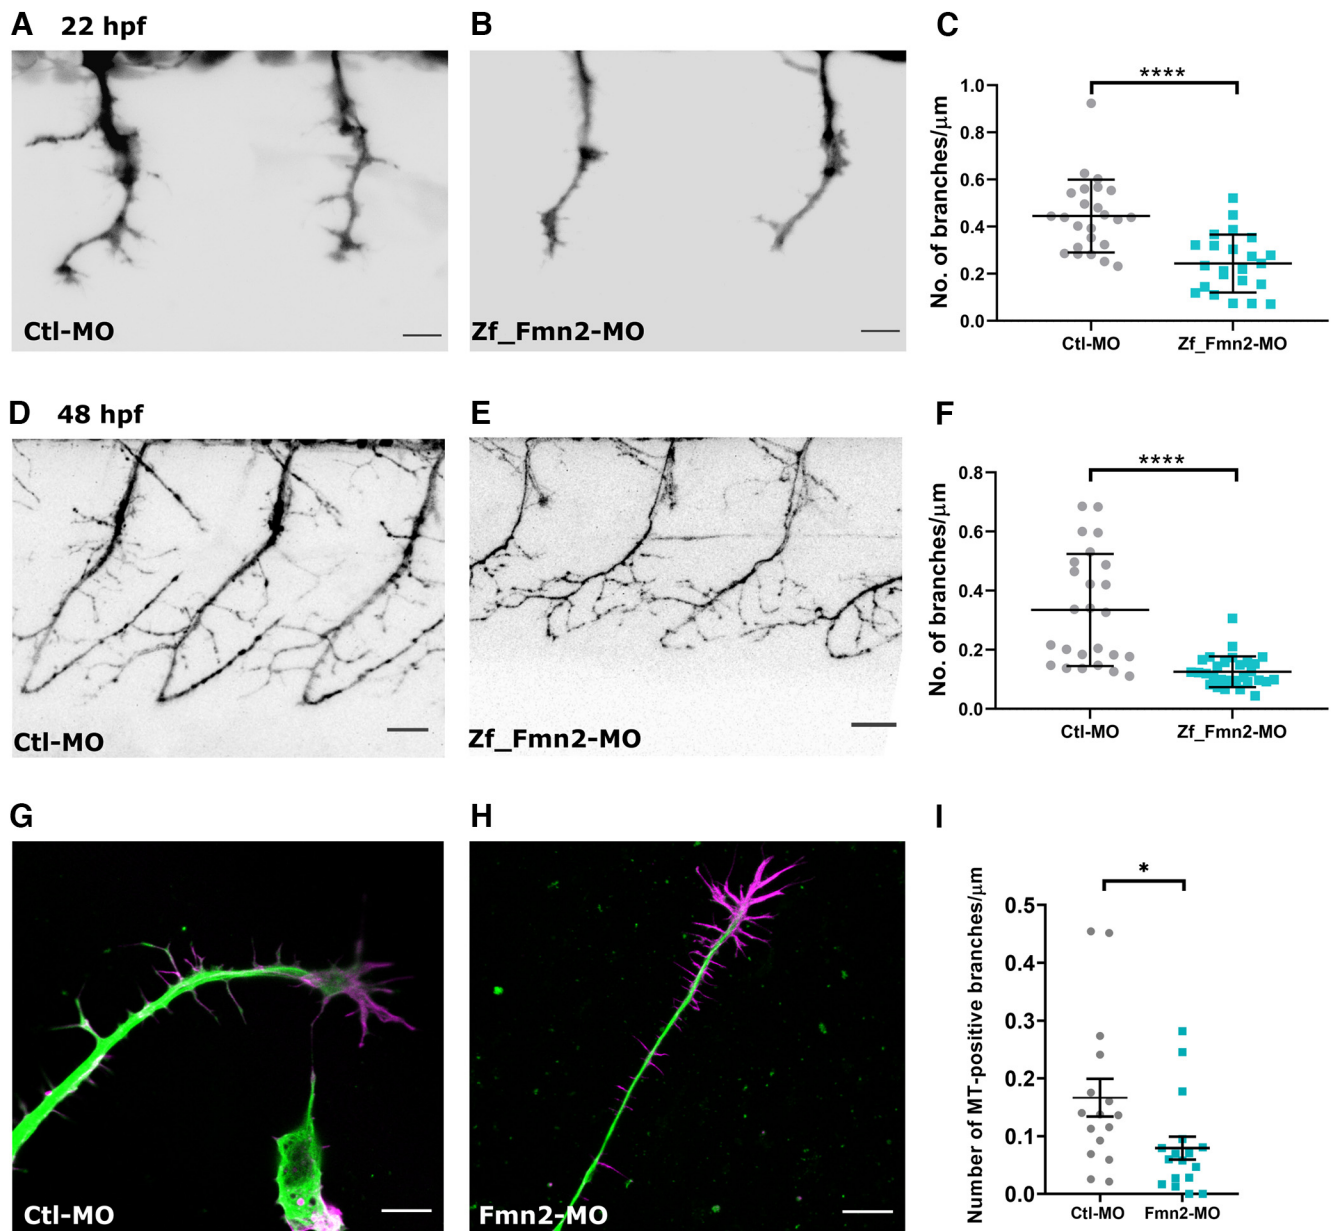 A 22 hpf
B
C
Ctl-MO
Zf_Fmn2-MO
No. of branches/μm
1.0
0.8
0.6
0.4
0.2
0.0
****
Ctl-MO
Zf_Fmn2-MO
D 48 hpf
E
F
Ctl-MO
Zf_Fmn2-MO
No. of branches/μm
0.8
0.6
0.4
0.2
0.0
****
Ctl-MO
Zf_Fmn2-MO
G
H
I
Ctl-MO
Fmn2-MO
Number of MT-positive branches/μm
0.5
0.4
0.3
0.2
0.1
0.0
*
Ctl-MO
Fmn2-MO